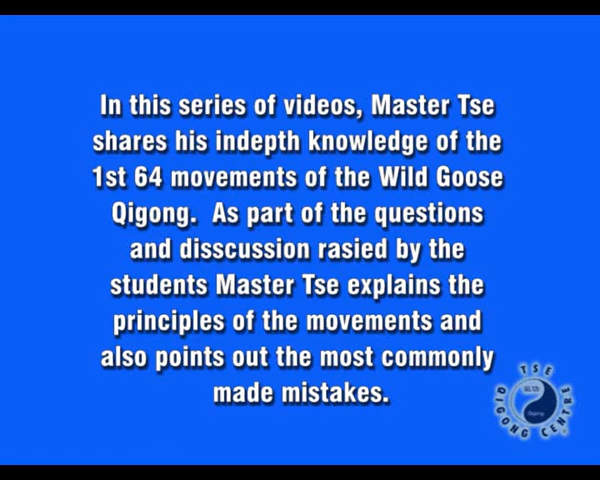 In this series of videos, Master Tse
shares his indepth knowledge of the
1st 64 movements of the Wild Goose
Qigong. As part of the questions
and disscussion rasied by the
students Master Tse explains the
principles of the movements and
also points out the most commonly
made mistakes.
TSE
QIGONG CENTRE